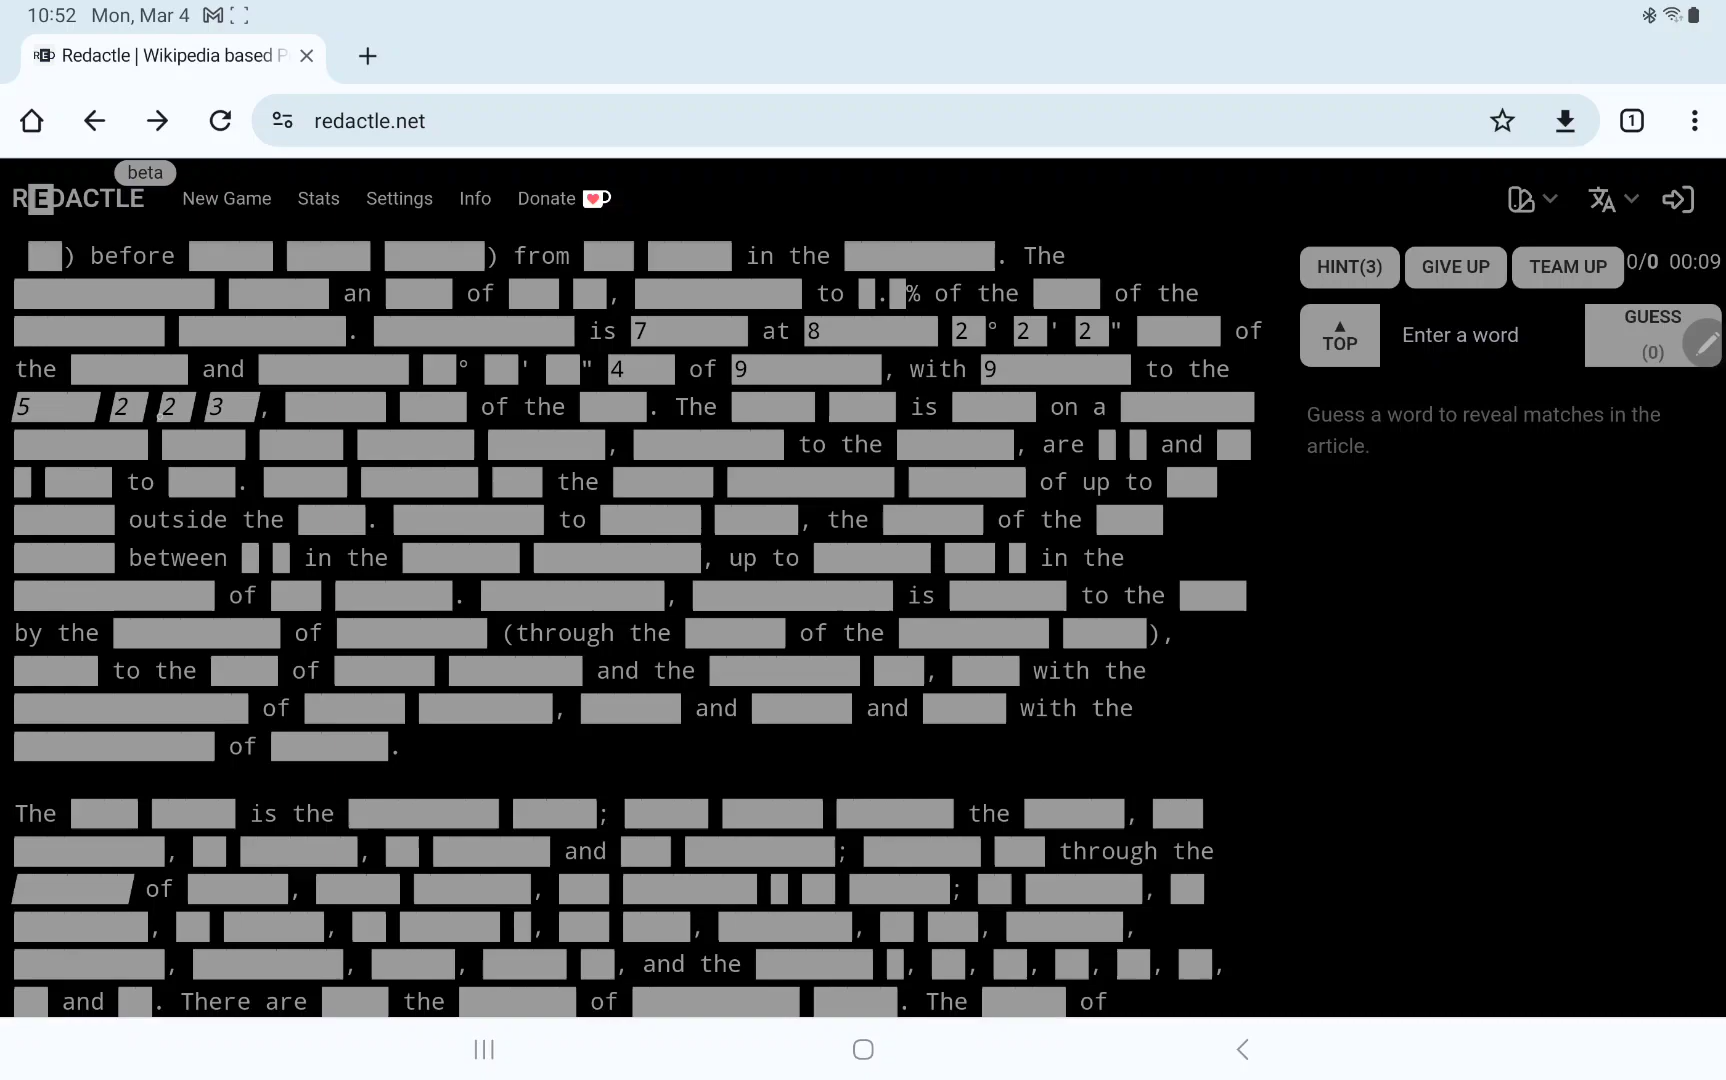 10:52 Mon, Mar 4
RED Redactle | Wikipedia based P
redactle.net
1
beta
REDACTLE New Game Stats Settings Info Donate
) before ) from in the . The
an of , to . % of the of the
. is 7 at 8 2 ° 2 ' 2 " of
the and ° ' " 4 of 9 , with 9 to the
5 2 2 3 , of the . The is on a
, to the , are and
to . the of up to
outside the . to , the of the
between in the , up to in the
of . , is to the
by the of (through the of the ),
to the of and the , with the
of , and and with the
of .
The is the ; the ,
, , and ; through the
of , , ; ,
, , , , , ,
, , , , and the , , , , , ,
and . There are the of . The of
HINT(3) GIVE UP TEAM UP 0/0 00:09
▲ TOP Enter a word GUESS (0)
Guess a word to reveal matches in the
article.